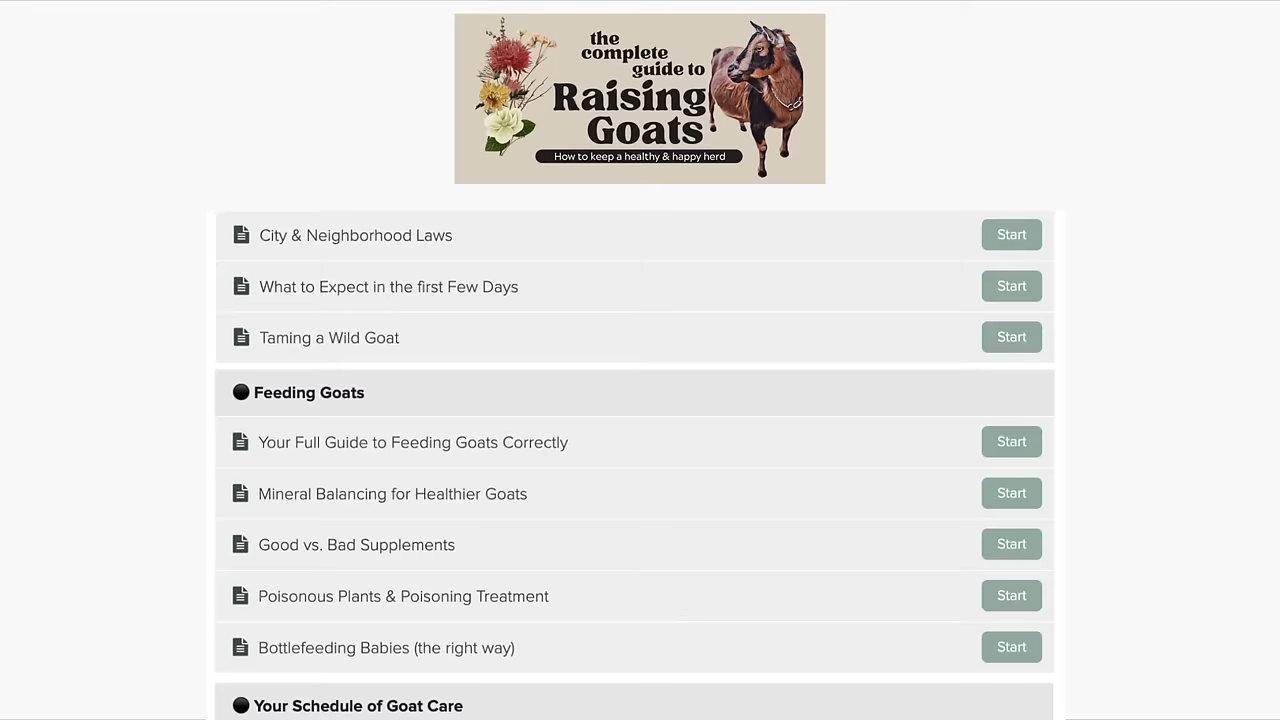 the
complete
guide to
Raising
Goats
How to keep a healthy & happy herd
City & Neighborhood Laws
Start
What to Expect in the first Few Days
Start
Taming a Wild Goat
Start
Feeding Goats
Your Full Guide to Feeding Goats Correctly
Start
Mineral Balancing for Healthier Goats
Start
Good vs. Bad Supplements
Start
Poisonous Plants & Poisoning Treatment
Start
Bottlefeeding Babies (the right way)
Start
Your Schedule of Goat Care